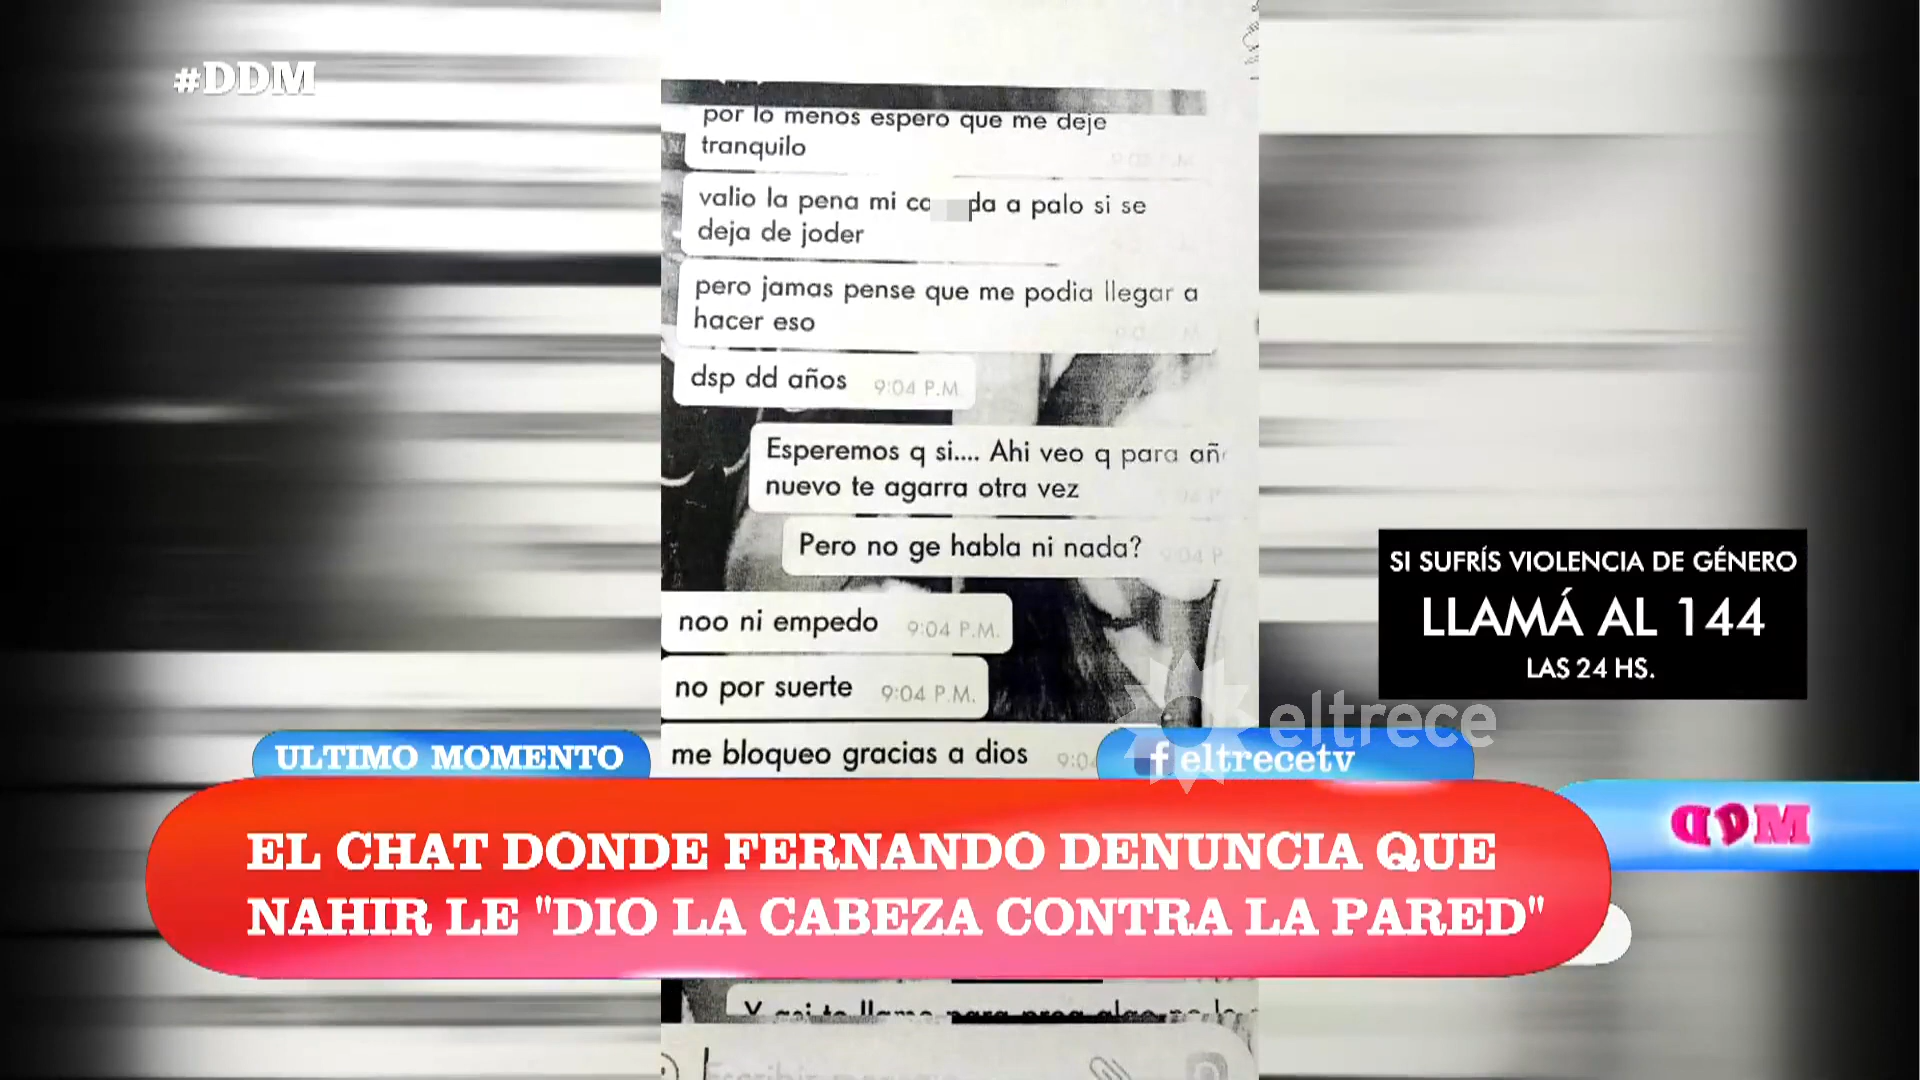 #DDM
por lo menos espero que me deje
tranquilo
valio la pena mi ca da a palo si se
deja de joder
pero jamas pense que me podia llegar a
hacer eso
dsp dd años 9:04 P.M.
Esperemos q si.... Ahi veo q para añ
nuevo te agarra otra vez
Pero no ge habla ni nada? 9:04 P
noo ni empedo 9:04 P.M.
no por suerte 9:04 P.M.
me bloqueo gracias a dios 9:04
SI SUFRÍS VIOLENCIA DE GÉNERO
LLAMÁ AL 144
LAS 24 HS.
eltrece
ULTIMO MOMENTO
f eltrecetv
EL CHAT DONDE FERNANDO DENUNCIA QUE
NAHIR LE "DIO LA CABEZA CONTRA LA PARED"
DDM